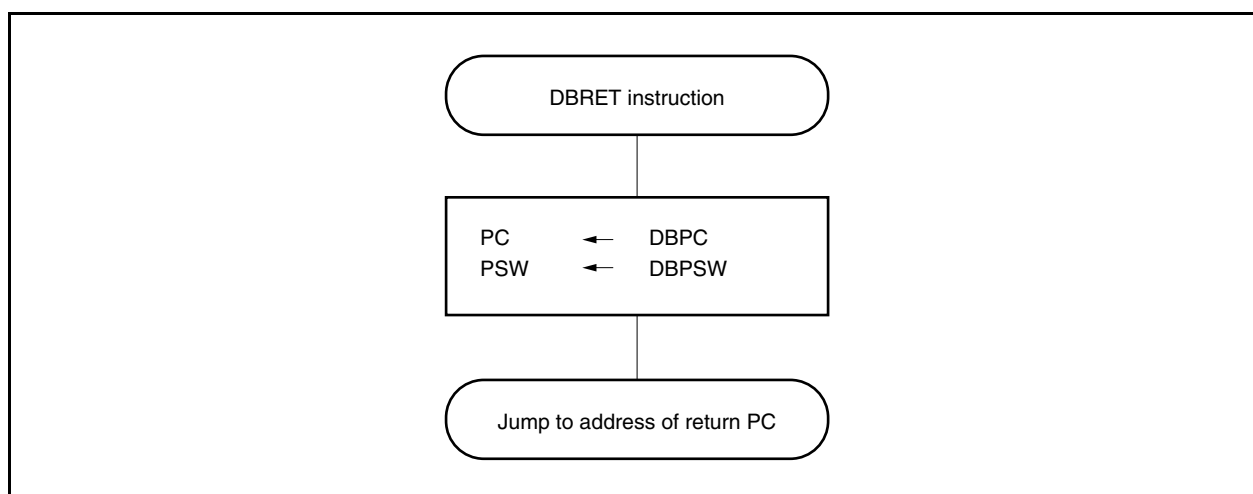 DBRET instruction
PC ← DBPC
PSW ← DBPSW
Jump to address of return PC